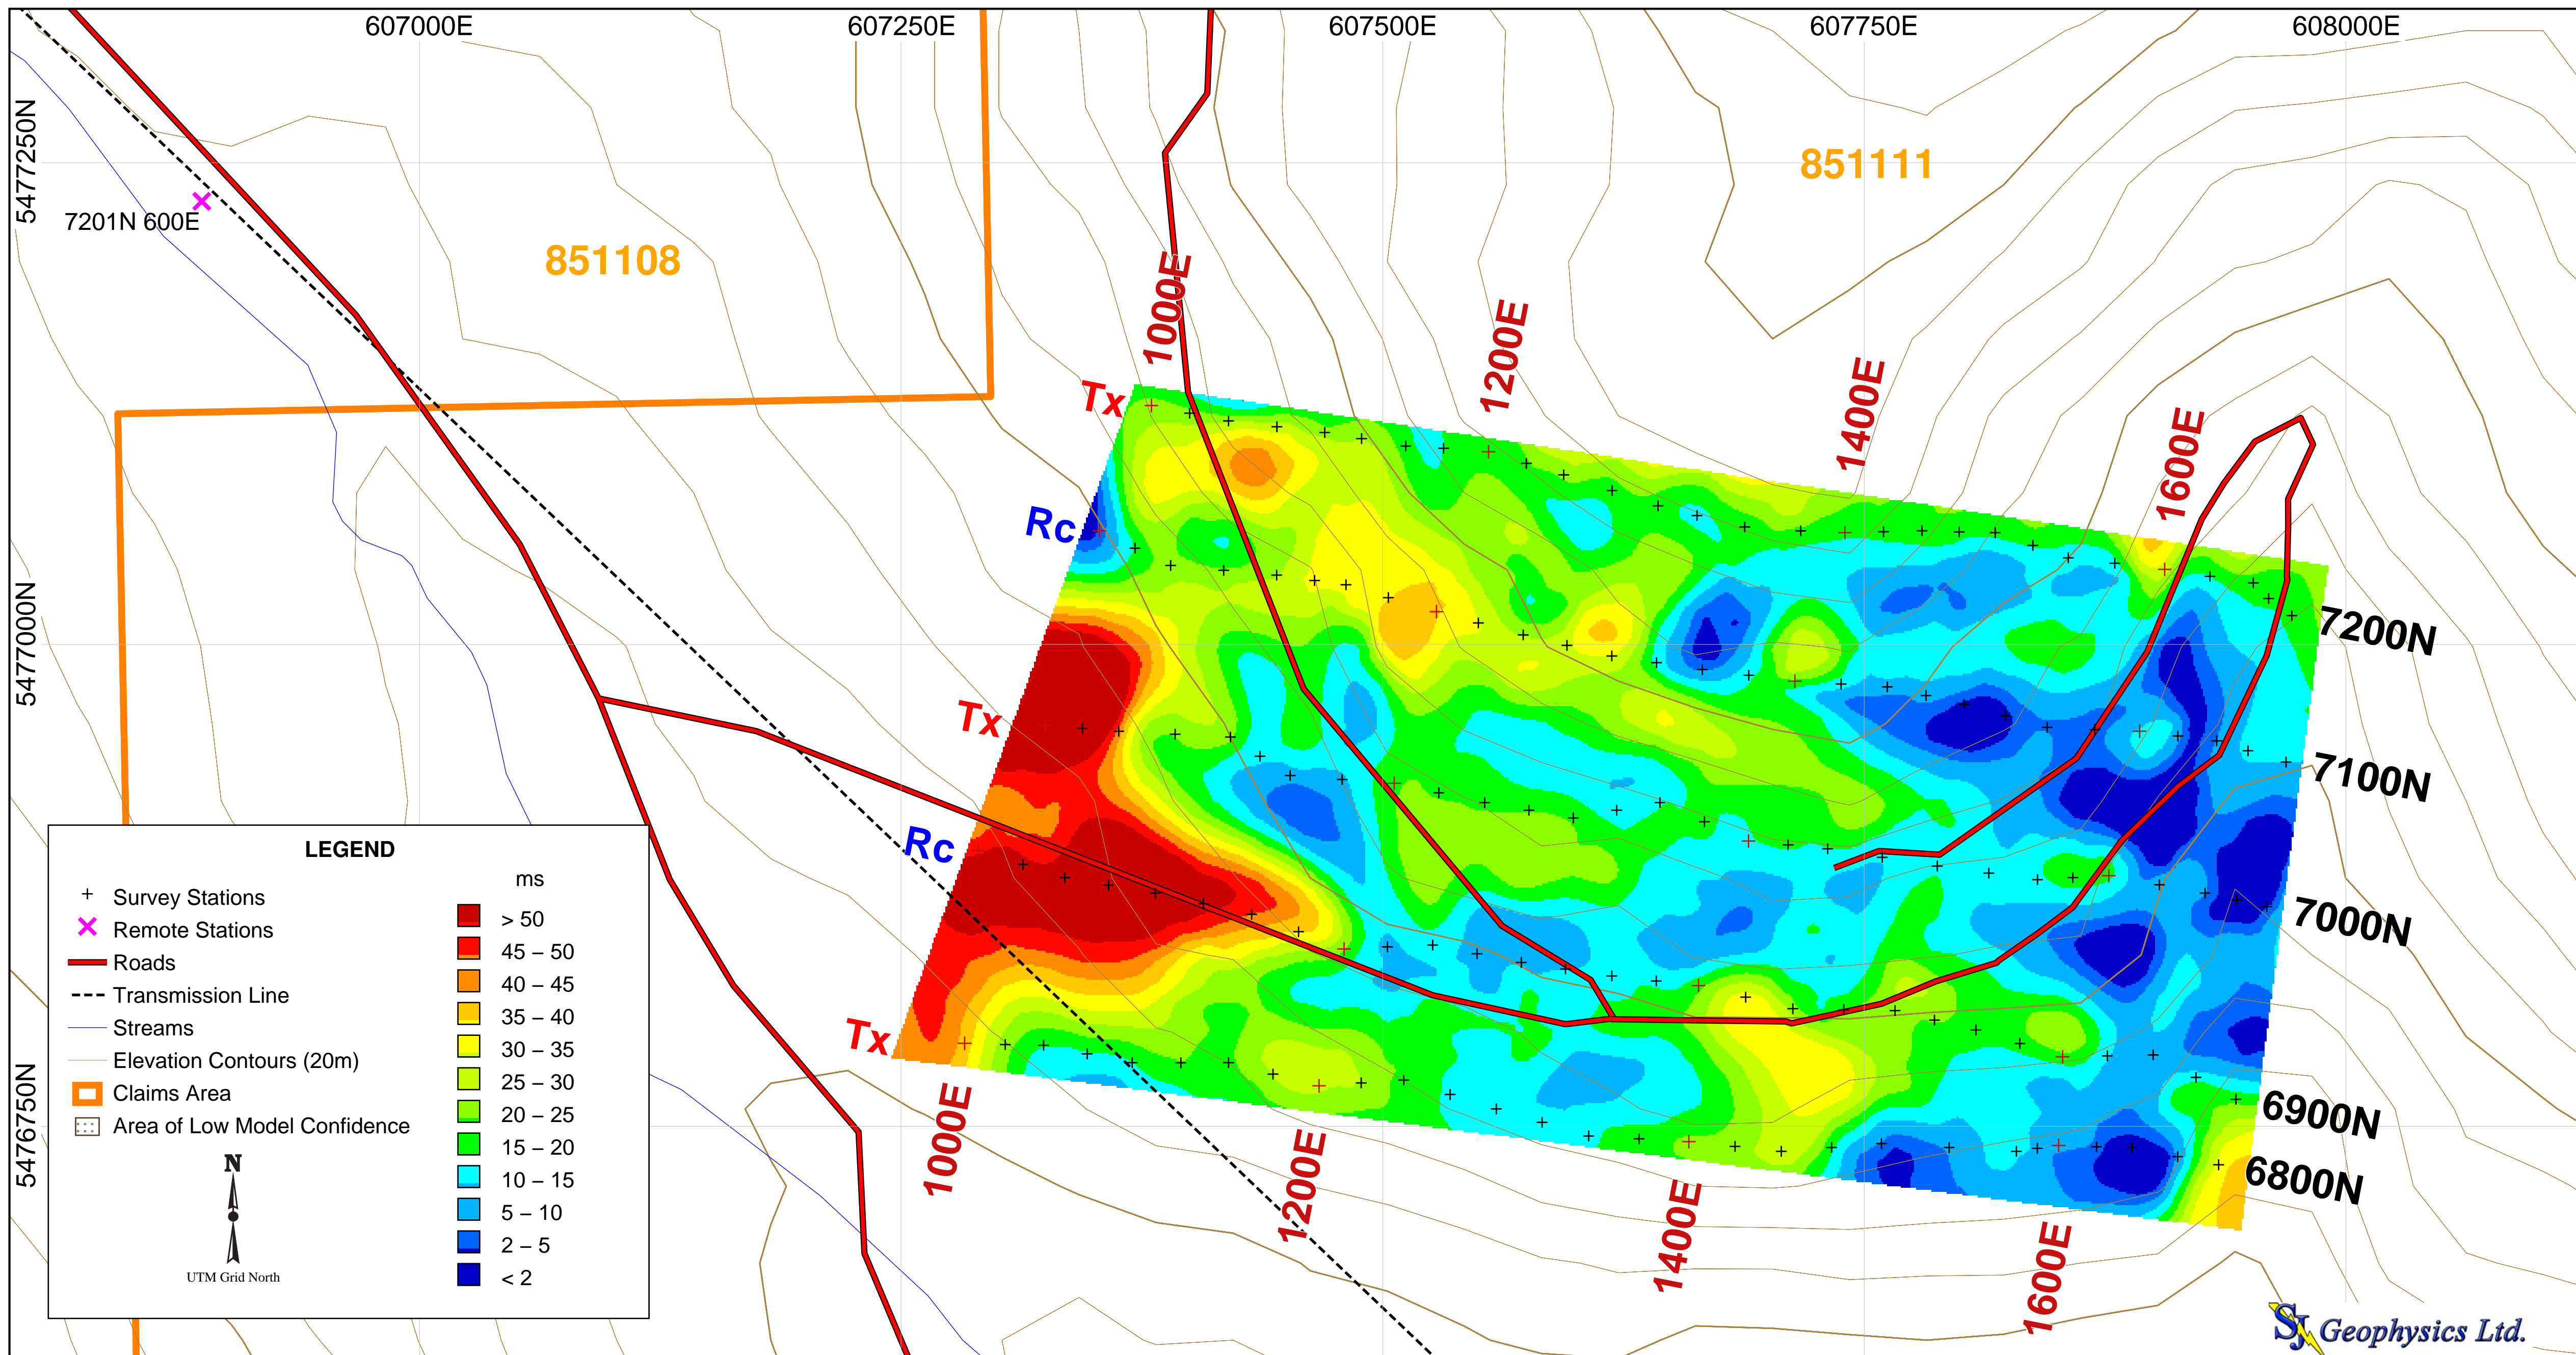 607000E
607250E
607500E
607750E
608000E
5477250N
851111
7201N 600E
851108
1000E
1200E
1400E
1600E
Tx
Rc
5477000N
7200N
Tx
7100N
Rc
7000N
Tx
6900N
5476750N
6800N
1000E
1200E
1400E
1600E
LEGEND
Survey Stations
Remote Stations
Roads
Transmission Line
Streams
Elevation Contours (20m)
Claims Area
Area of Low Model Confidence
N
UTM Grid North
ms
> 50
45 – 50
40 – 45
35 – 40
30 – 35
25 – 30
20 – 25
15 – 20
10 – 15
5 – 10
2 – 5
< 2
SJ Geophysics Ltd.